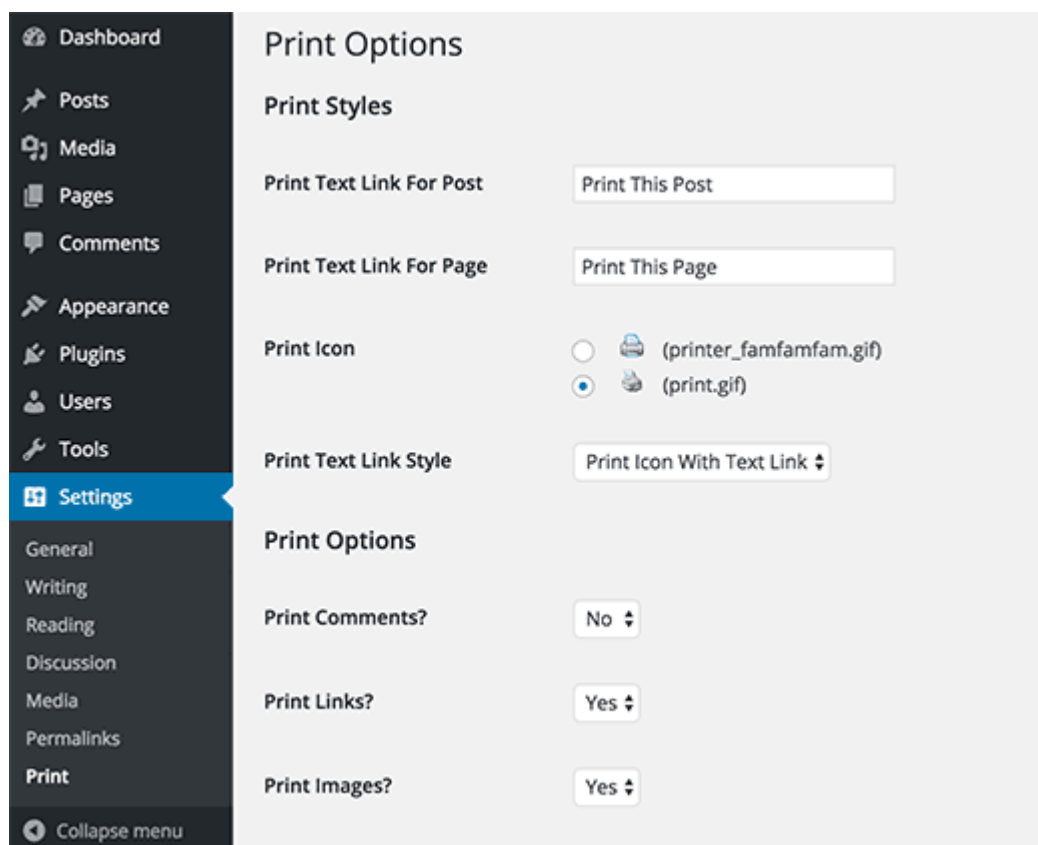 Dashboard
Posts
Media
Pages
Comments
Appearance
Plugins
Users
Tools
Settings
General
Writing
Reading
Discussion
Media
Permalinks
Print
Collapse menu
Print Options
Print Styles
Print Text Link For Post
Print This Post
Print Text Link For Page
Print This Page
Print Icon
(printer_famfamfam.gif)
(print.gif)
Print Text Link Style
Print Icon With Text Link
Print Options
Print Comments?
No
Print Links?
Yes
Print Images?
Yes